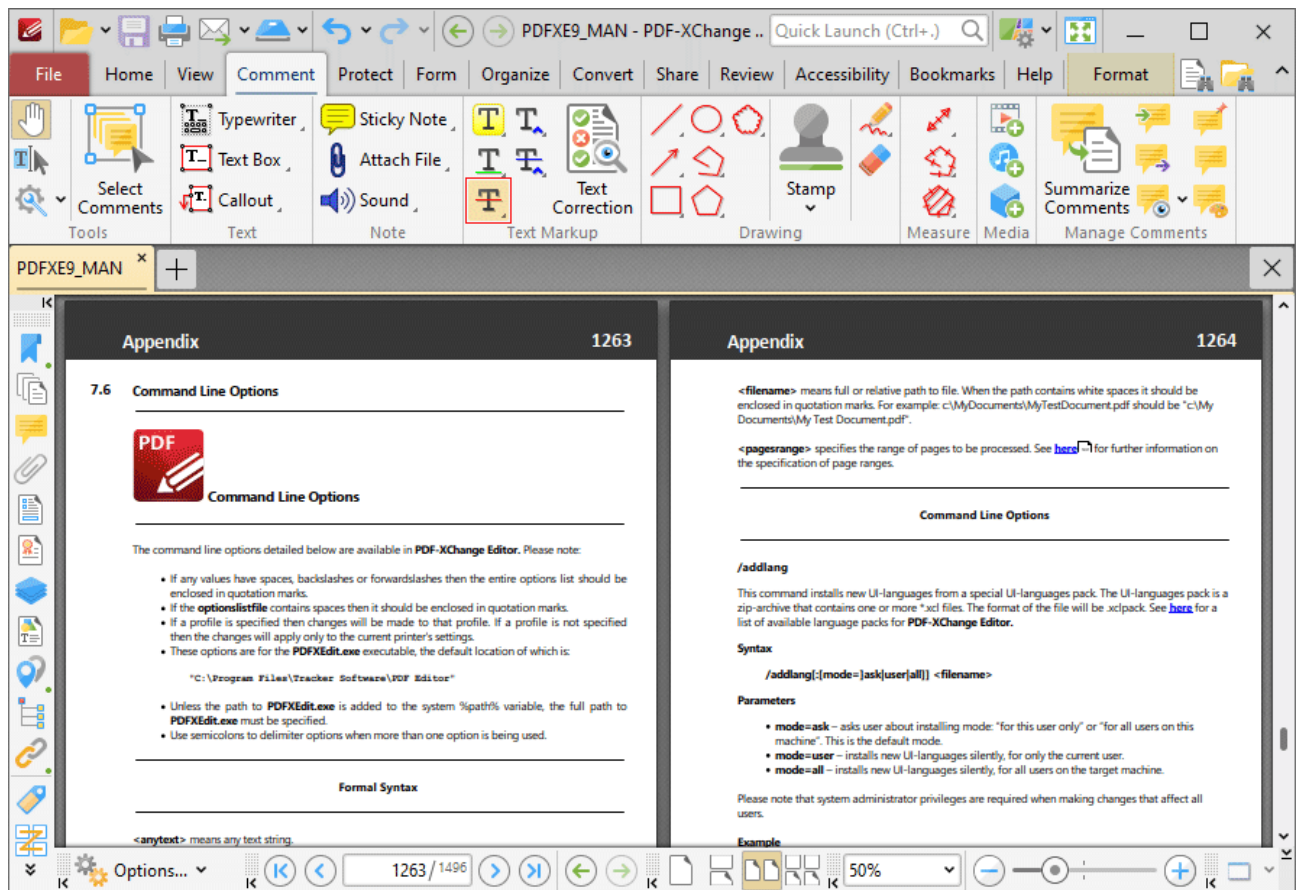 PDFXE9_MAN - PDF-XChange ..
Quick Launch (Ctrl+.)
File Home View Comment Protect Form Organize Convert Share Review Accessibility Bookmarks Help Format
Select
Comments
Tools
Typewriter
Text Box
Callout
Text
Sticky Note
Attach File
Sound
Note
Text
Correction
Text Markup
Stamp
Drawing
Measure
Media
Summarize
Comments
Manage Comments
PDFXE9_MAN
Appendix 1263
7.6 Command Line Options
PDF
Command Line Options
The command line options detailed below are available in PDF-XChange Editor. Please note:
• If any values have spaces, backslashes or forwardslashes then the entire options list should be
enclosed in quotation marks.
• If the optionslistfile contains spaces then it should be enclosed in quotation marks.
• If a profile is specified then changes will be made to that profile. If a profile is not specified
then the changes will apply only to the current printer's settings.
• These options are for the PDFXEdit.exe executable, the default location of which is:
"C:\Program Files\Tracker Software\PDF Editor"
• Unless the path to PDFXEdit.exe is added to the system %path% variable, the full path to
PDFXEdit.exe must be specified.
• Use semicolons to delimiter options when more than one option is being used.
Formal Syntax
<anytext> means any text string.
Appendix 1264
<filename> means full or relative path to file. When the path contains white spaces it should be
enclosed in quotation marks. For example: c:\MyDocuments\MyTestDocument.pdf should be "c:\My
Documents\My Test Document.pdf".
<pagesrange> specifies the range of pages to be processed. See here for further information on
the specification of page ranges.
Command Line Options
/addlang
This command installs new UI-languages from a special UI-languages pack. The UI-languages pack is a
zip-archive that contains one or more *.xcl files. The format of the file will be .xclpack. See here for a
list of available language packs for PDF-XChange Editor.
Syntax
/addlang[:[mode=]ask|user|all]] <filename>
Parameters
• mode=ask – asks user about installing mode: "for this user only" or "for all users on this
machine". This is the default mode.
• mode=user – installs new UI-languages silently, for only the current user.
• mode=all – installs new UI-languages silently, for all users on the target machine.
Please note that system administrator privileges are required when making changes that affect all
users.
Example
Options...
1263 / 1496
50%